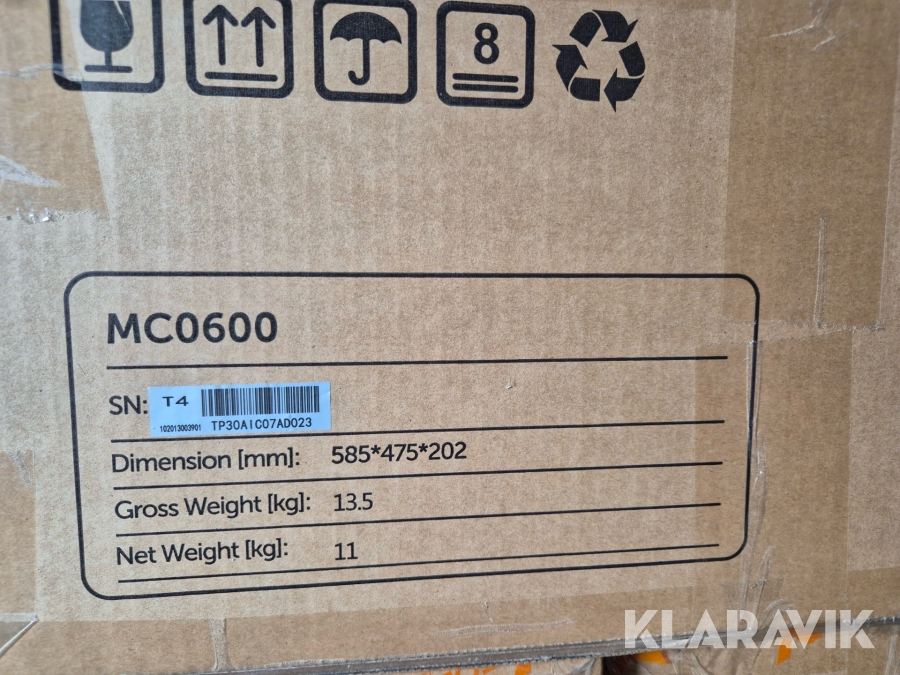 8
MC0600
SN: T4
102013003901 TP30AIC07AD023
Dimension [mm]: 585*475*202
Gross Weight [kg]: 13.5
Net Weight [kg]: 11
KLARAVIK